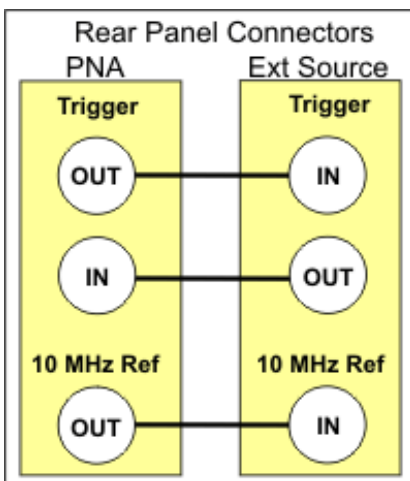 Rear Panel Connectors
PNA Ext Source
Trigger Trigger
OUT IN
IN OUT
10 MHz Ref 10 MHz Ref
OUT IN